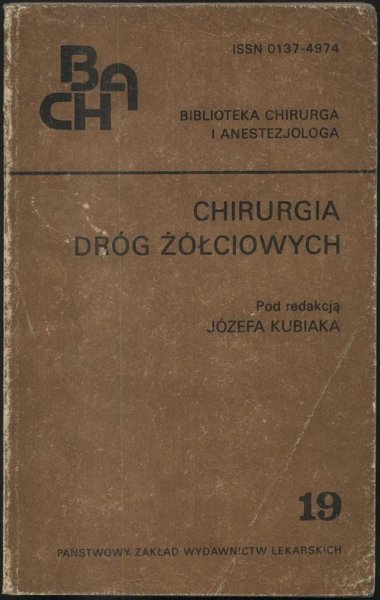 BA
CH
ISSN 0137-4974
BIBLIOTEKA CHIRURGA
I ANESTEZJOLOGA
CHIRURGIA
DRÓG ŻÓŁCIOWYCH
Pod redakcją
JÓZEFA KUBIAKA
19
PAŃSTWOWY ZAKŁAD WYDAWNICTW LEKARSKICH